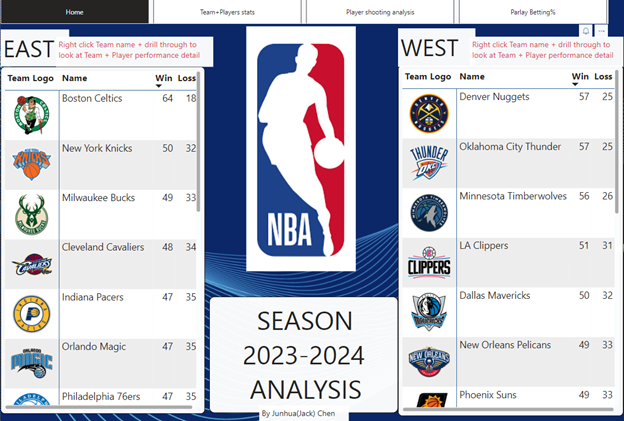 Home
Team+Players stats
Player shooting analysis
Parlay Betting%
EAST
Right click Team name + drill through to
look at Team + Player performance detail
Team Logo Name Win Loss
Boston Celtics 64 18
New York Knicks 50 32
KNICKS
Milwaukee Bucks 49 33
Cleveland Cavaliers 48 34
CAVALIERS
Indiana Pacers 47 35
Orlando Magic 47 35
MAGIC
Philadelphia 76ers 47 35
NBA
SEASON
2023-2024
ANALYSIS
By Junhua(Jack) Chen
WEST
Right click Team name + drill through to
look at Team + Player performance detail
Team Logo Name Win Loss
Denver Nuggets 57 25
Oklahoma City Thunder 57 25
THUNDER
OKC
Minnesota Timberwolves 56 26
LA Clippers 51 31
CLIPPERS
Dallas Mavericks 50 32
New Orleans Pelicans 49 33
Phoenix Suns 49 33